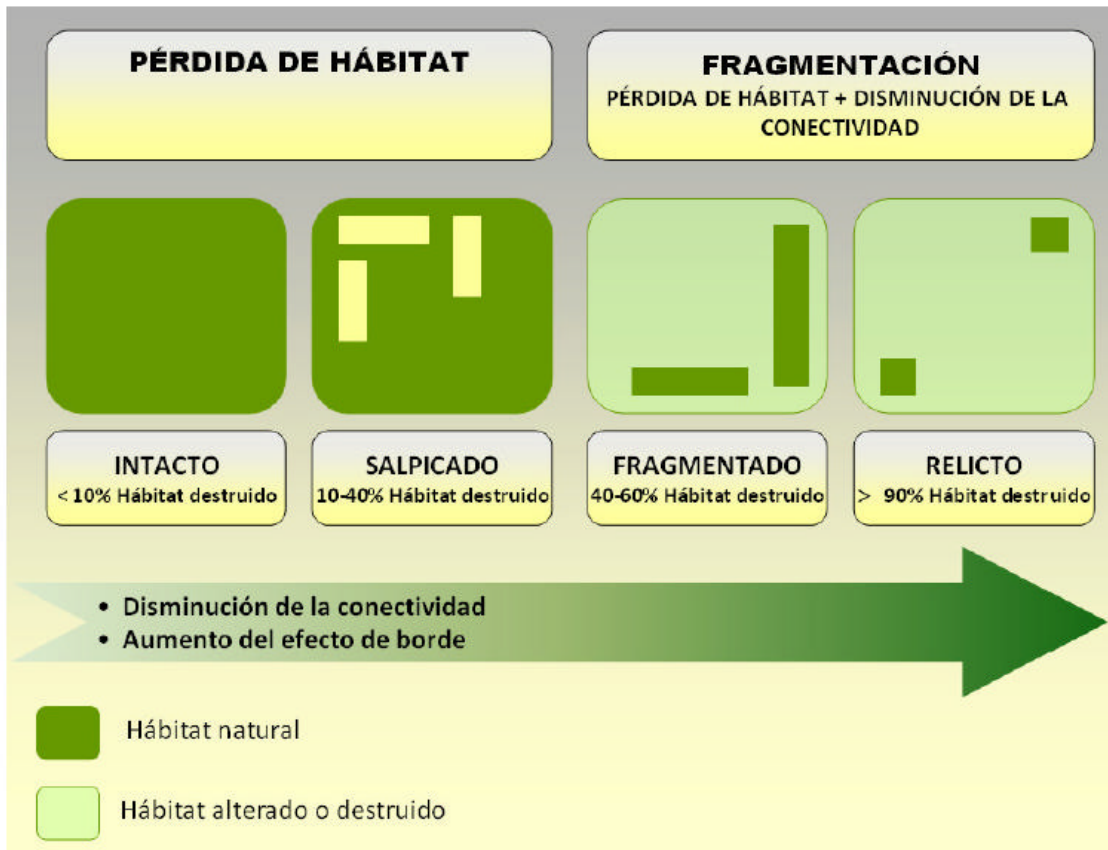 PÉRDIDA DE HÁBITAT
FRAGMENTACIÓN
PÉRDIDA DE HÁBITAT + DISMINUCIÓN DE LA
CONECTIVIDAD
INTACTO
< 10% Hábitat destruido
SALPICADO
10-40% Hábitat destruido
FRAGMENTADO
40-60% Hábitat destruido
RELICTO
> 90% Hábitat destruido
• Disminución de la conectividad
• Aumento del efecto de borde
Hábitat natural
Hábitat alterado o destruido